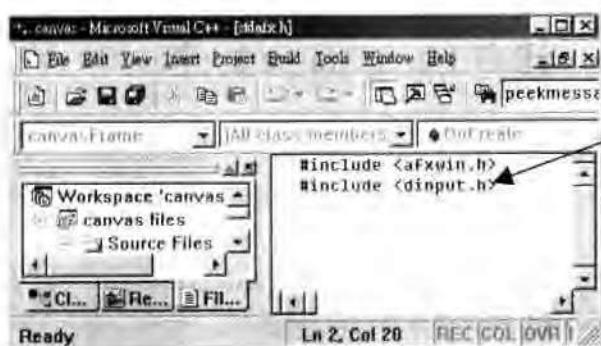 canvas - Microsoft Visual C++ - [stdafx.h]
File Edit View Insert Project Build Tools Window Help
peekmessa
canvasFrame
All class members
OnCreate
#include <afxwin.h>
#include <dinput.h>
Workspace 'canvas
canvas files
Source Files
Cl... Re... Fil...
Ready
Ln 2, Col 20
REC COL OVR